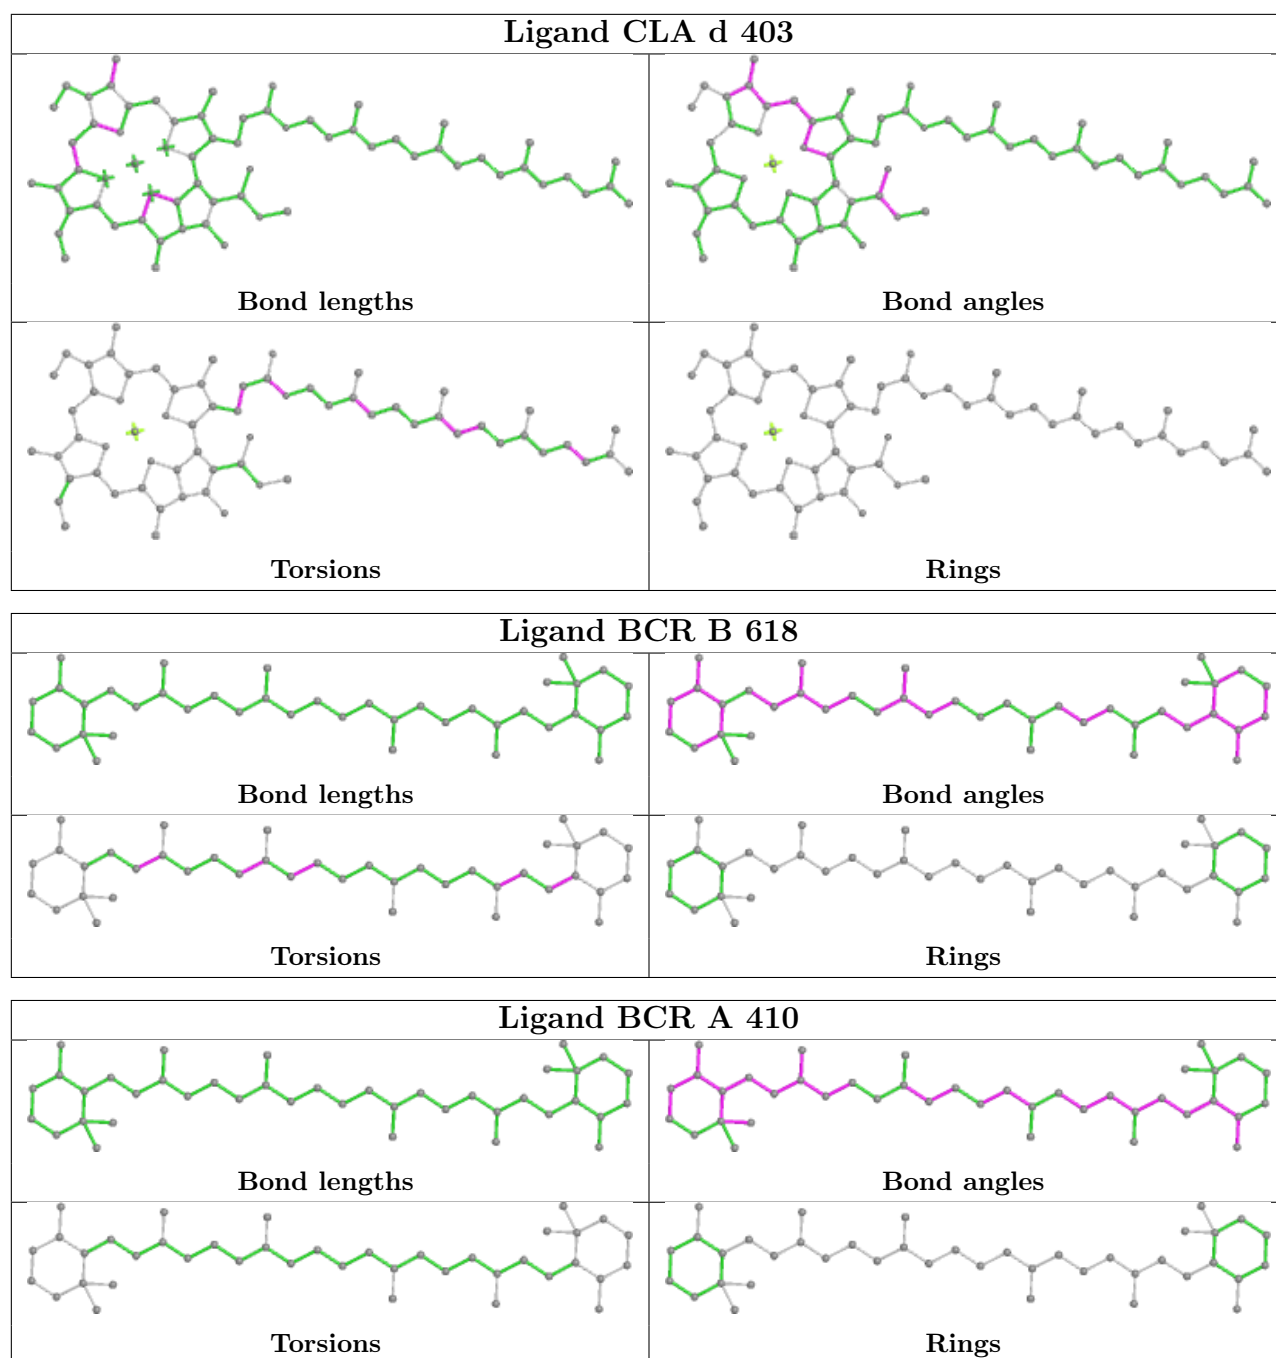 Ligand CLA d 403
Bond lengths
Bond angles
Torsions
Rings
Ligand BCR B 618
Bond lengths
Bond angles
Torsions
Rings
Ligand BCR A 410
Bond lengths
Bond angles
Torsions
Rings